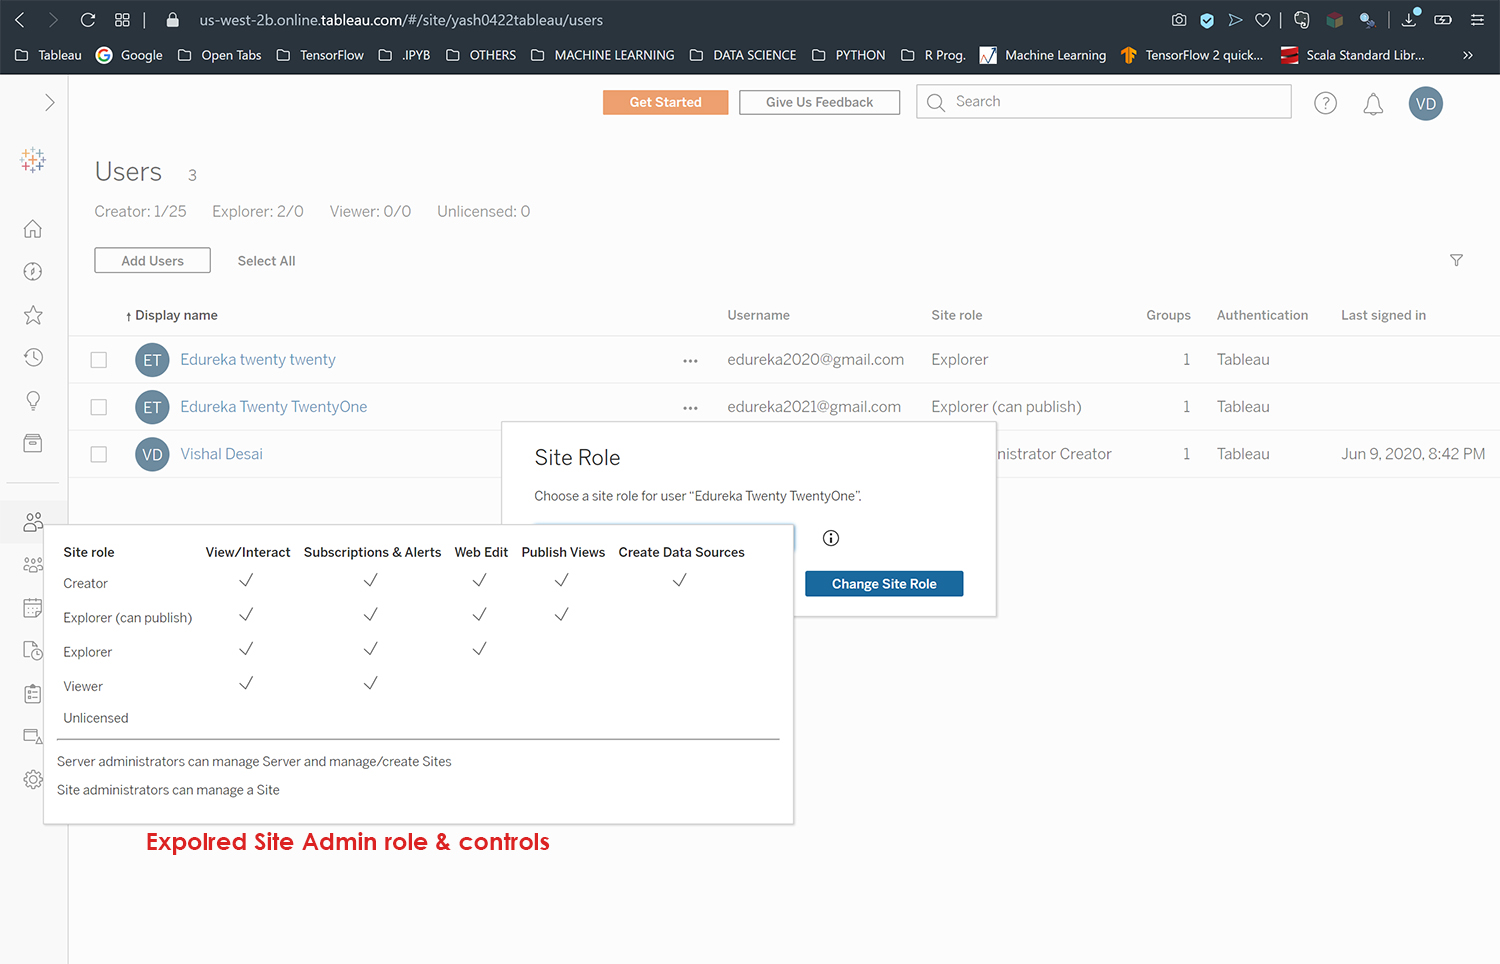 us-west-2b.online.tableau.com/#/site/yash0422tableau/users
Tableau Google Open Tabs TensorFlow .IPYB OTHERS MACHINE LEARNING DATA SCIENCE PYTHON R Prog. Machine Learning TensorFlow 2 quick... Scala Standard Libr... »
Get Started Give Us Feedback Search ? VD
Users 3
Creator: 1/25 Explorer: 2/0 Viewer: 0/0 Unlicensed: 0
Add Users Select All
↑ Display name Username Site role Groups Authentication Last signed in
ET Edureka twenty twenty ••• edureka2020@gmail.com Explorer 1 Tableau
ET Edureka Twenty TwentyOne ••• edureka2021@gmail.com Explorer (can publish) 1 Tableau
VD Vishal Desai nistrator Creator 1 Tableau Jun 9, 2020, 8:42 PM
Site Role
Choose a site role for user “Edureka Twenty TwentyOne”.
Change Site Role
Site role View/Interact Subscriptions & Alerts Web Edit Publish Views Create Data Sources
Creator ✓ ✓ ✓ ✓ ✓
Explorer (can publish) ✓ ✓ ✓ ✓
Explorer ✓ ✓ ✓
Viewer ✓ ✓
Unlicensed
Server administrators can manage Server and manage/create Sites
Site administrators can manage a Site
Expolred Site Admin role & controls